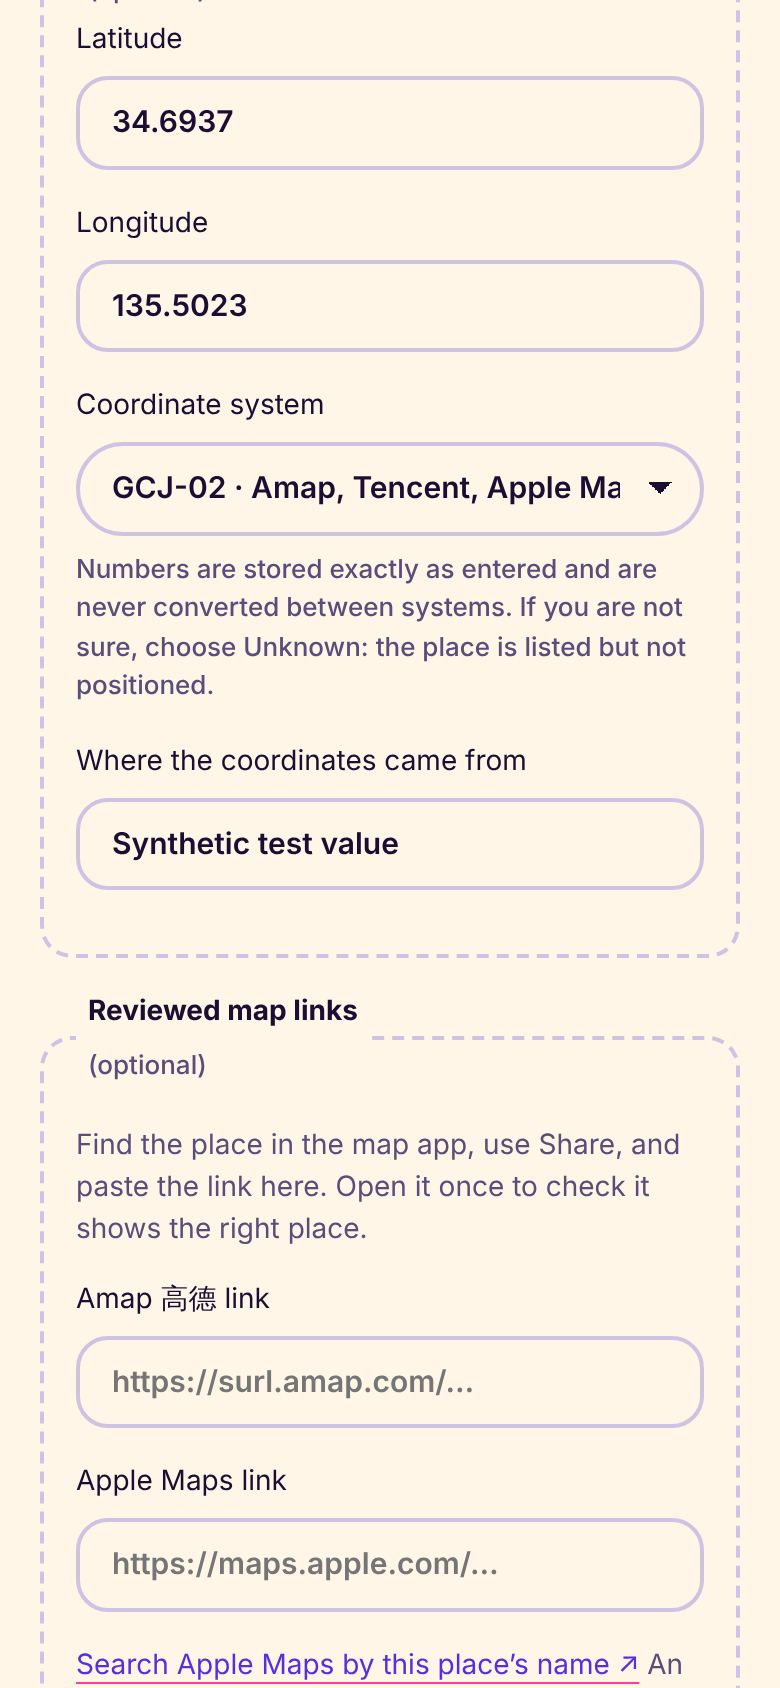 Latitude
34.6937
Longitude
135.5023
Coordinate system
GCJ-02 · Amap, Tencent, Apple Ma
Numbers are stored exactly as entered and are
never converted between systems. If you are not
sure, choose Unknown: the place is listed but not
positioned.
Where the coordinates came from
Synthetic test value
Reviewed map links
(optional)
Find the place in the map app, use Share, and
paste the link here. Open it once to check it
shows the right place.
Amap 高德 link
https://surl.amap.com/...
Apple Maps link
https://maps.apple.com/...
Search Apple Maps by this place’s name ↗ An